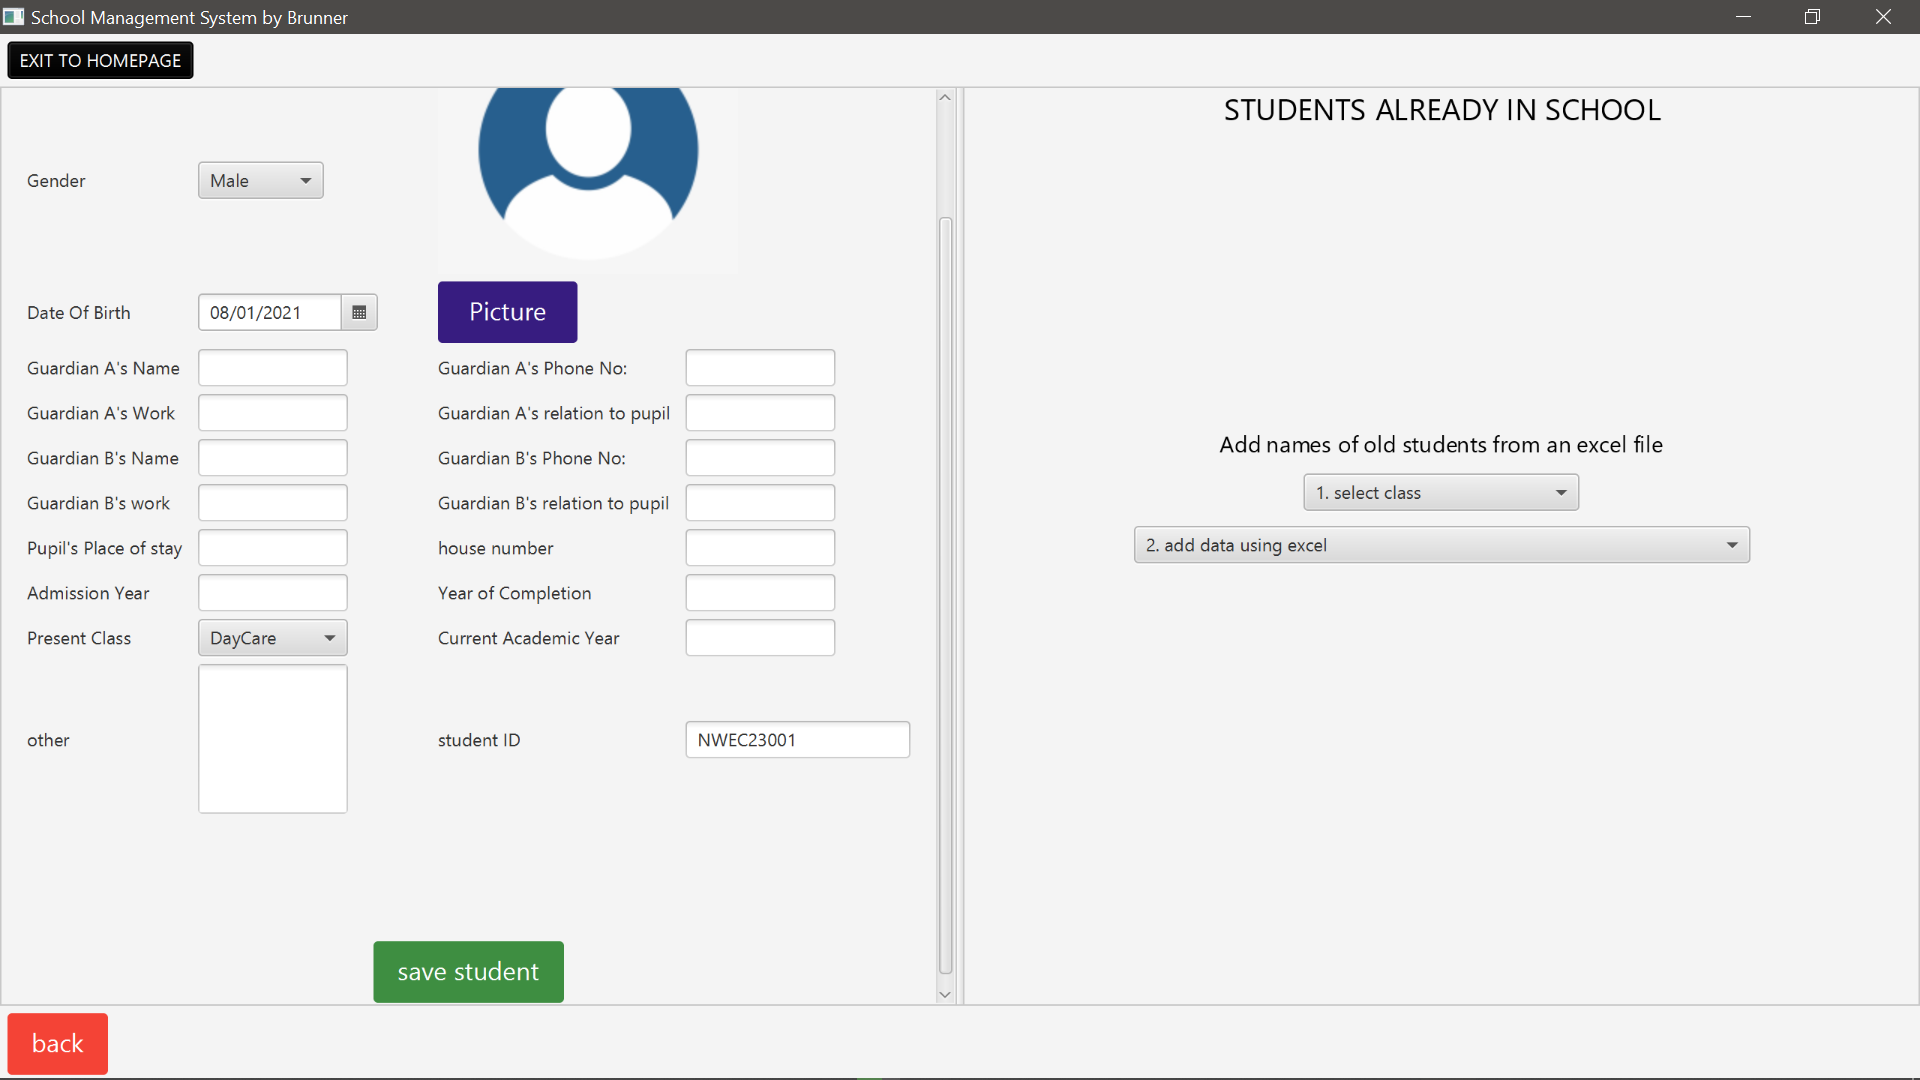 School Management System by Brunner
EXIT TO HOMEPAGE
Gender
Male
Date Of Birth
08/01/2021
Picture
Guardian A's Name
Guardian A's Phone No:
Guardian A's Work
Guardian A's relation to pupil
Guardian B's Name
Guardian B's Phone No:
Guardian B's work
Guardian B's relation to pupil
Pupil's Place of stay
house number
Admission Year
Year of Completion
Present Class
DayCare
Current Academic Year
other
student ID
NWEC23001
save student
back
STUDENTS ALREADY IN SCHOOL
Add names of old students from an excel file
1. select class
2. add data using excel